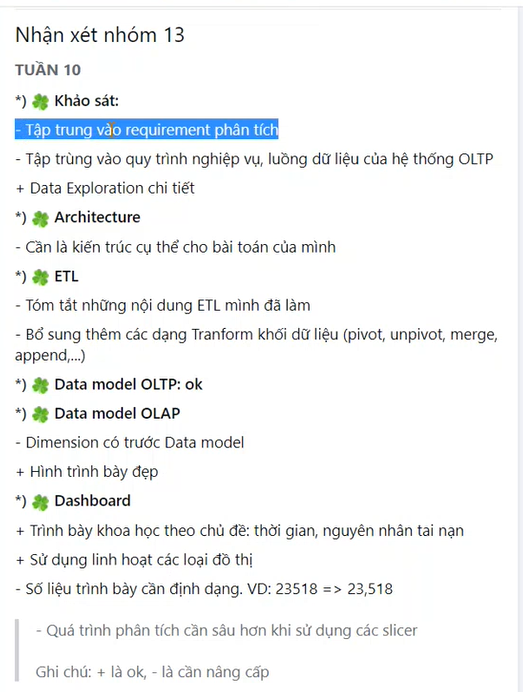 Nhận xét nhóm 13
TUẦN 10
*) 🍀 Khảo sát:
- Tập trung vào requirement phân tích
- Tập trùng vào quy trình nghiệp vụ, luồng dữ liệu của hệ thống OLTP
+ Data Exploration chi tiết
*) 🍀 Architecture
- Cần là kiến trúc cụ thể cho bài toán của mình
*) 🍀 ETL
- Tóm tắt những nội dung ETL mình đã làm
- Bổ sung thêm các dạng Tranform khối dữ liệu (pivot, unpivot, merge,
append,...)
*) 🍀 Data model OLTP: ok
*) 🍀 Data model OLAP
- Dimension có trước Data model
+ Hình trình bày đẹp
*) 🍀 Dashboard
+ Trình bày khoa học theo chủ đề: thời gian, nguyên nhân tai nạn
+ Sử dụng linh hoạt các loại đồ thị
- Số liệu trình bày cần định dạng. VD: 23518 => 23,518
- Quá trình phân tích cần sâu hơn khi sử dụng các slicer
Ghi chú: + là ok, - là cần nâng cấp